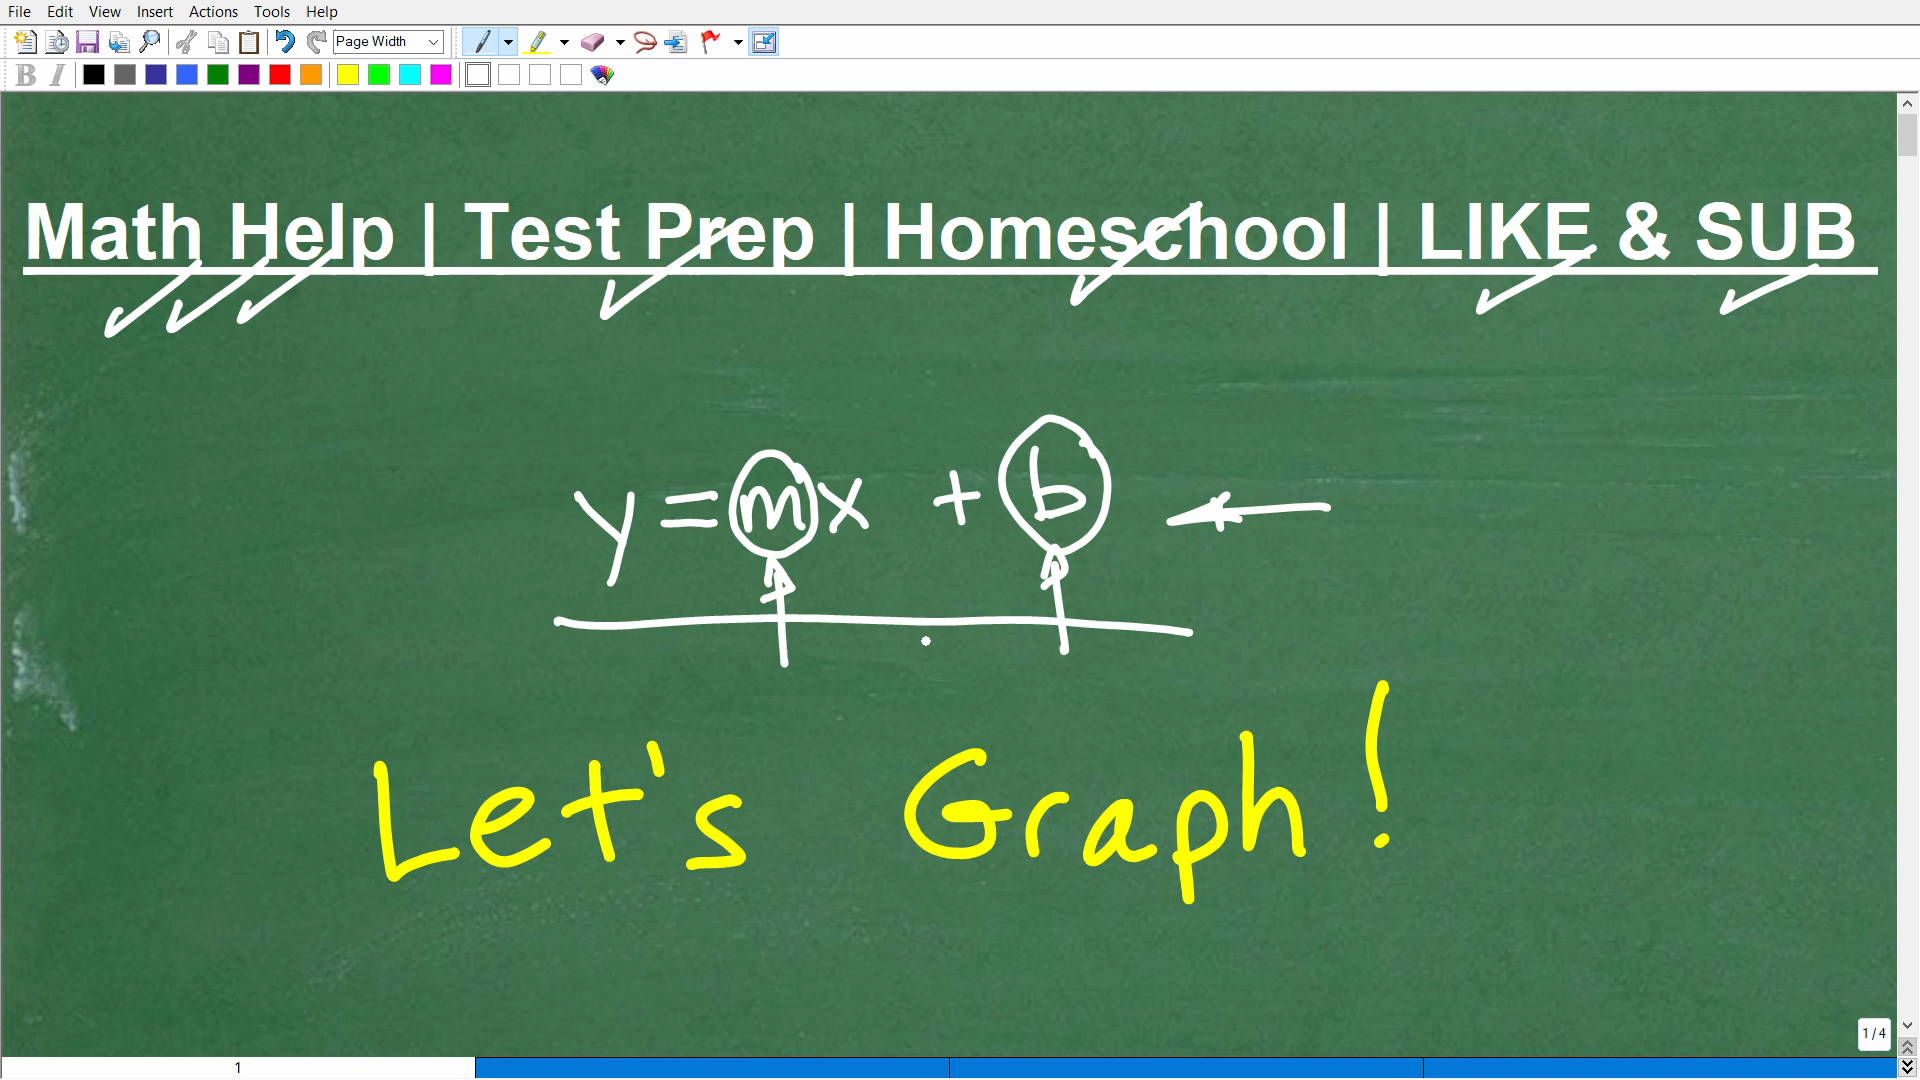 File Edit View Insert Actions Tools Help
Page Width
B I
Math Help | Test Prep | Homeschool | LIKE & SUB
y = mx + b
Let's Graph!
1 / 4
1